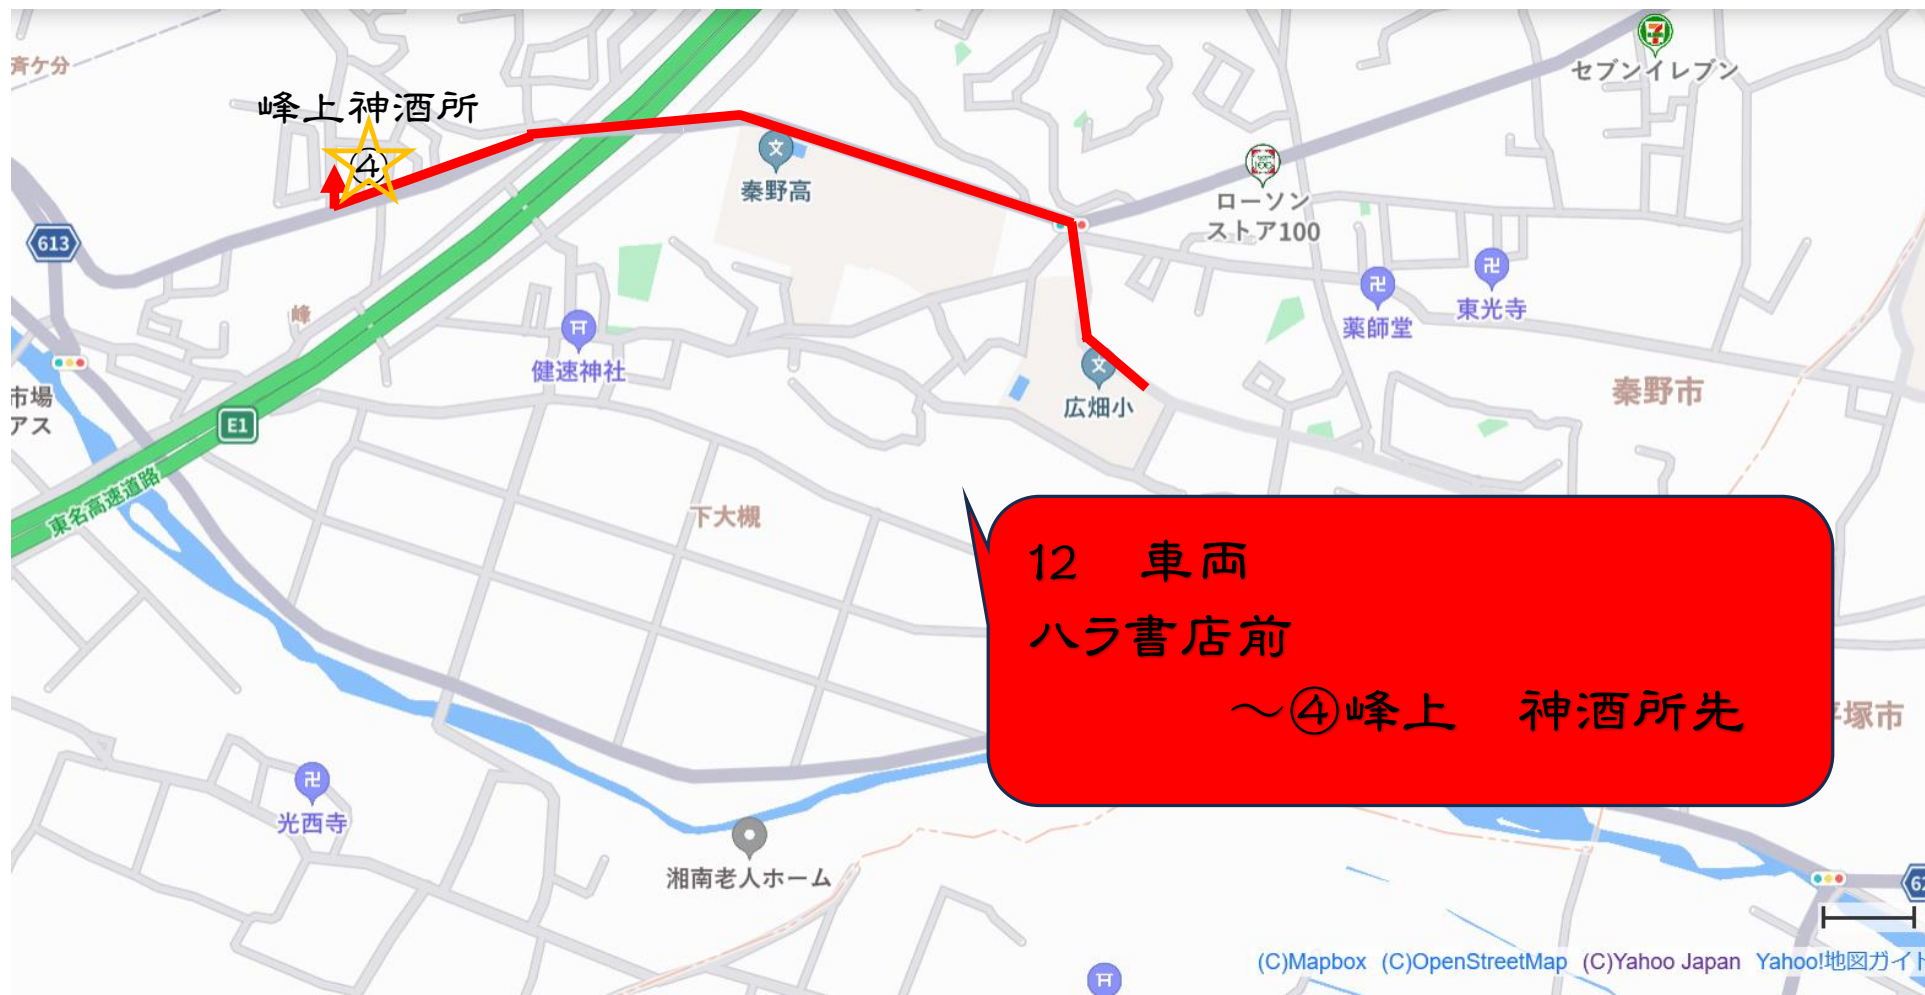 斉ケ分
セブンイレブン
峰上神酒所
④
秦野高
ローソン
ストア100
613
東光寺
薬師堂
峰
健速神社
秦野市
市場
アス
広畑小
E1
東名高速道路
下大槻
12 車両
ハラ書店前
～④峰上 神酒所先
塚市
光西寺
湘南老人ホーム
62
(C)Mapbox (C)OpenStreetMap (C)Yahoo Japan Yahoo!地図ガイド